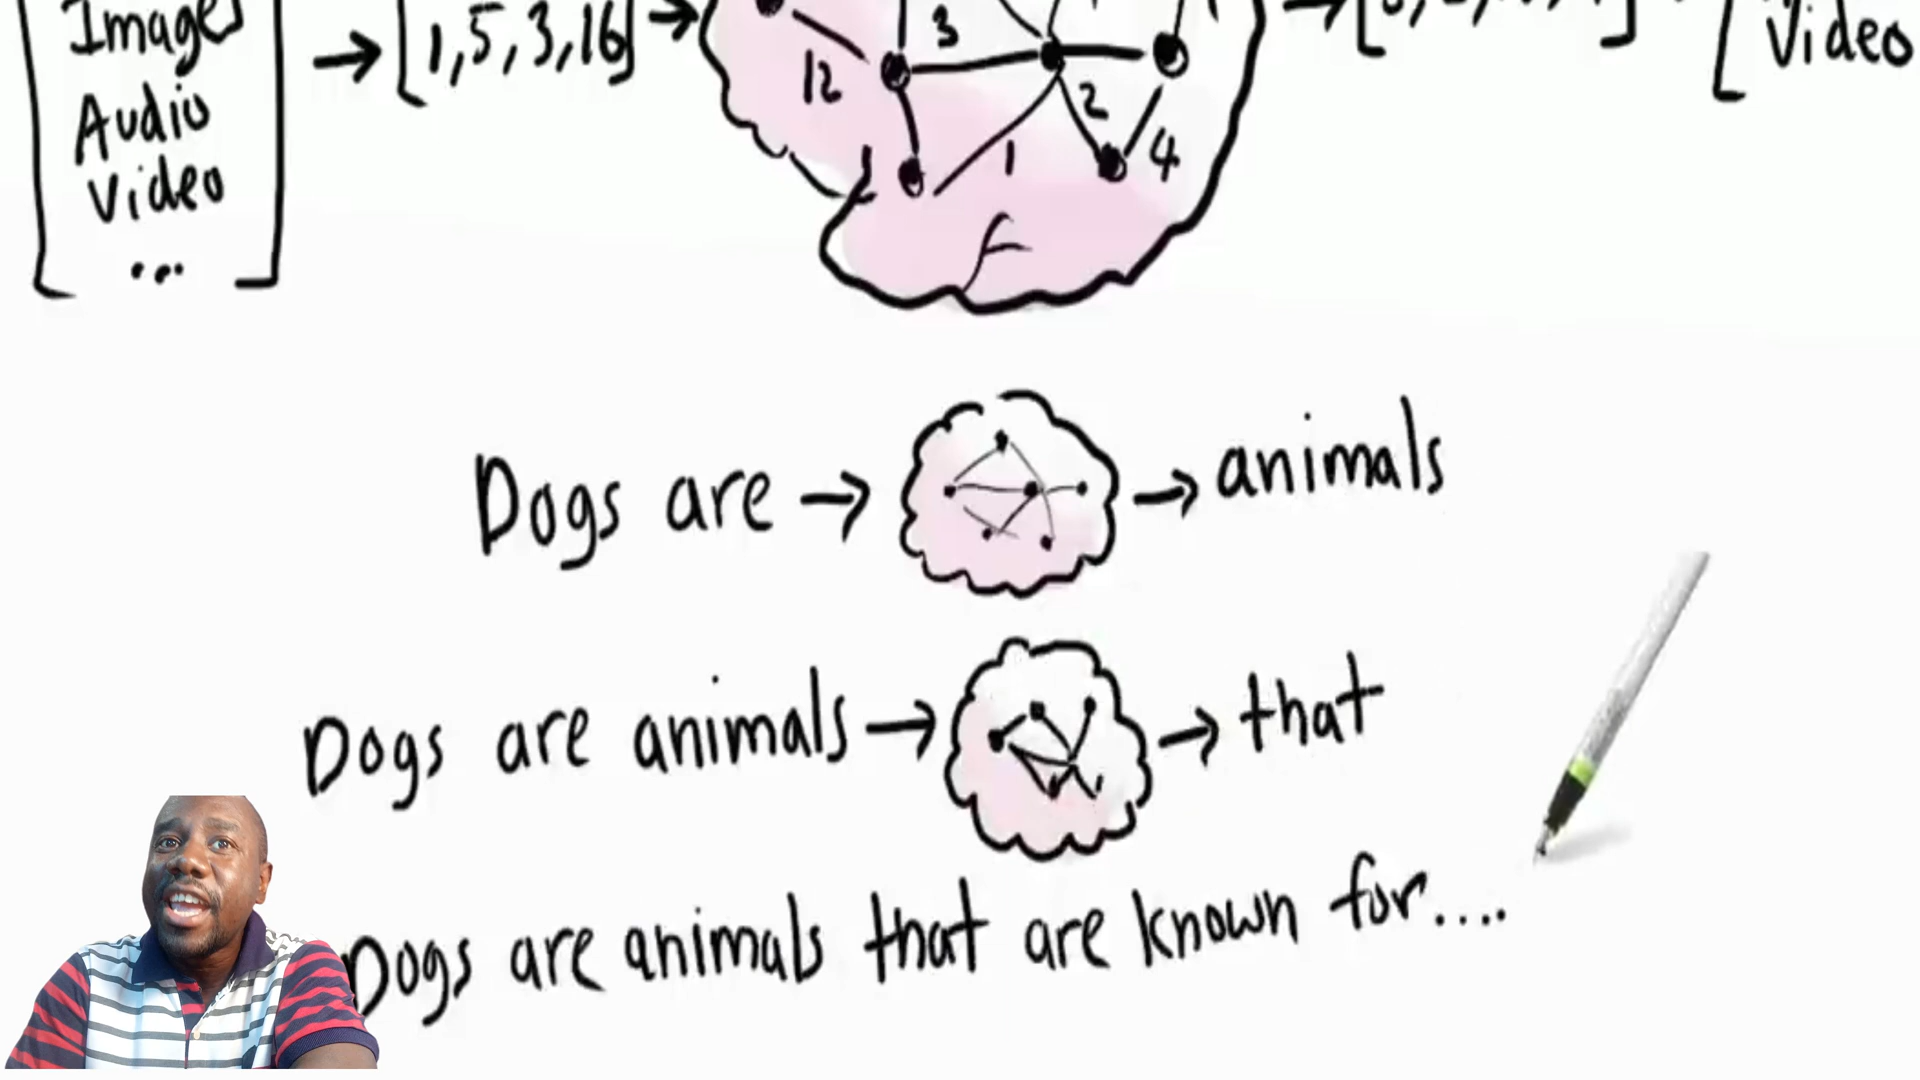 Images
Audio
Video
...
→ [1,5,3,16] →
12
3
1
2
4
f
Video
Dogs are → → animals
Dogs are animals → → that
Dogs are animals that are known for....